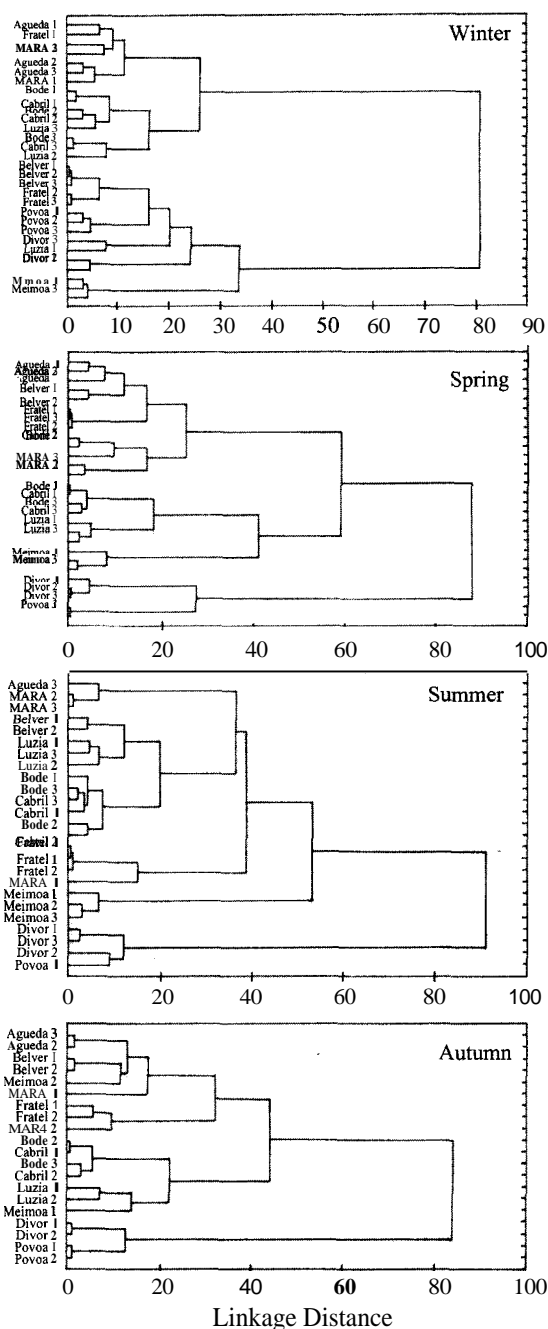 Winter
Agueda 1
Fratel 1
MARA 3
Agueda 2
Agueda 3
MARA 1
Bode 1
Cabril 1
Bode 2
Cabril 2
Luzia 3
Bode 3
Cabril 3
Luzia 2
Belver 1
Belver 2
Belver 3
Fratel 2
Fratel 3
Povoa 1
Povoa 2
Povoa 3
Divor 3
Luzia 1
Divor 2
Meimoa 3
0 10 20 30 40 50 60 70 80 90
Spring
Agueda 1
Agueda
Belver 1
Belver 2
Fratel 1
Fratel 3
Fratel 2
MARA 3
MARA 2
Bode 1
Cabril 1
Bode 3
Cabril 3
Luzia 1
Luzia 3
Meimoa 1
Meimoa 3
Divor 1
Divor 2
Divor 3
Povoa 3
0 20 40 60 80 100
Summer
Agueda 3
MARA 2
MARA 3
Belver 1
Belver 2
Luzia 1
Luzia 3
Luzia 2
Bode 1
Bode 3
Cabril 3
Cabril 1
Bode 2
Fratel 1
Fratel 2
MARA 1
Meimoa 1
Meimoa 2
Meimoa 3
Divor 1
Divor 3
Divor 2
Povoa 1
0 20 40 60 80 100
Autumn
Agueda 3
Agueda 2
Belver 1
Belver 2
Meimoa 2
MARA 1
Fratel 1
Fratel 2
MAR4 2
Bode 2
Cabril 1
Bode 3
Cabril 2
Luzia 1
Luzia 2
Meimoa 1
Divor 1
Divor 2
Povoa 1
Povoa 2
0 20 40 60 80 100
Linkage Distance